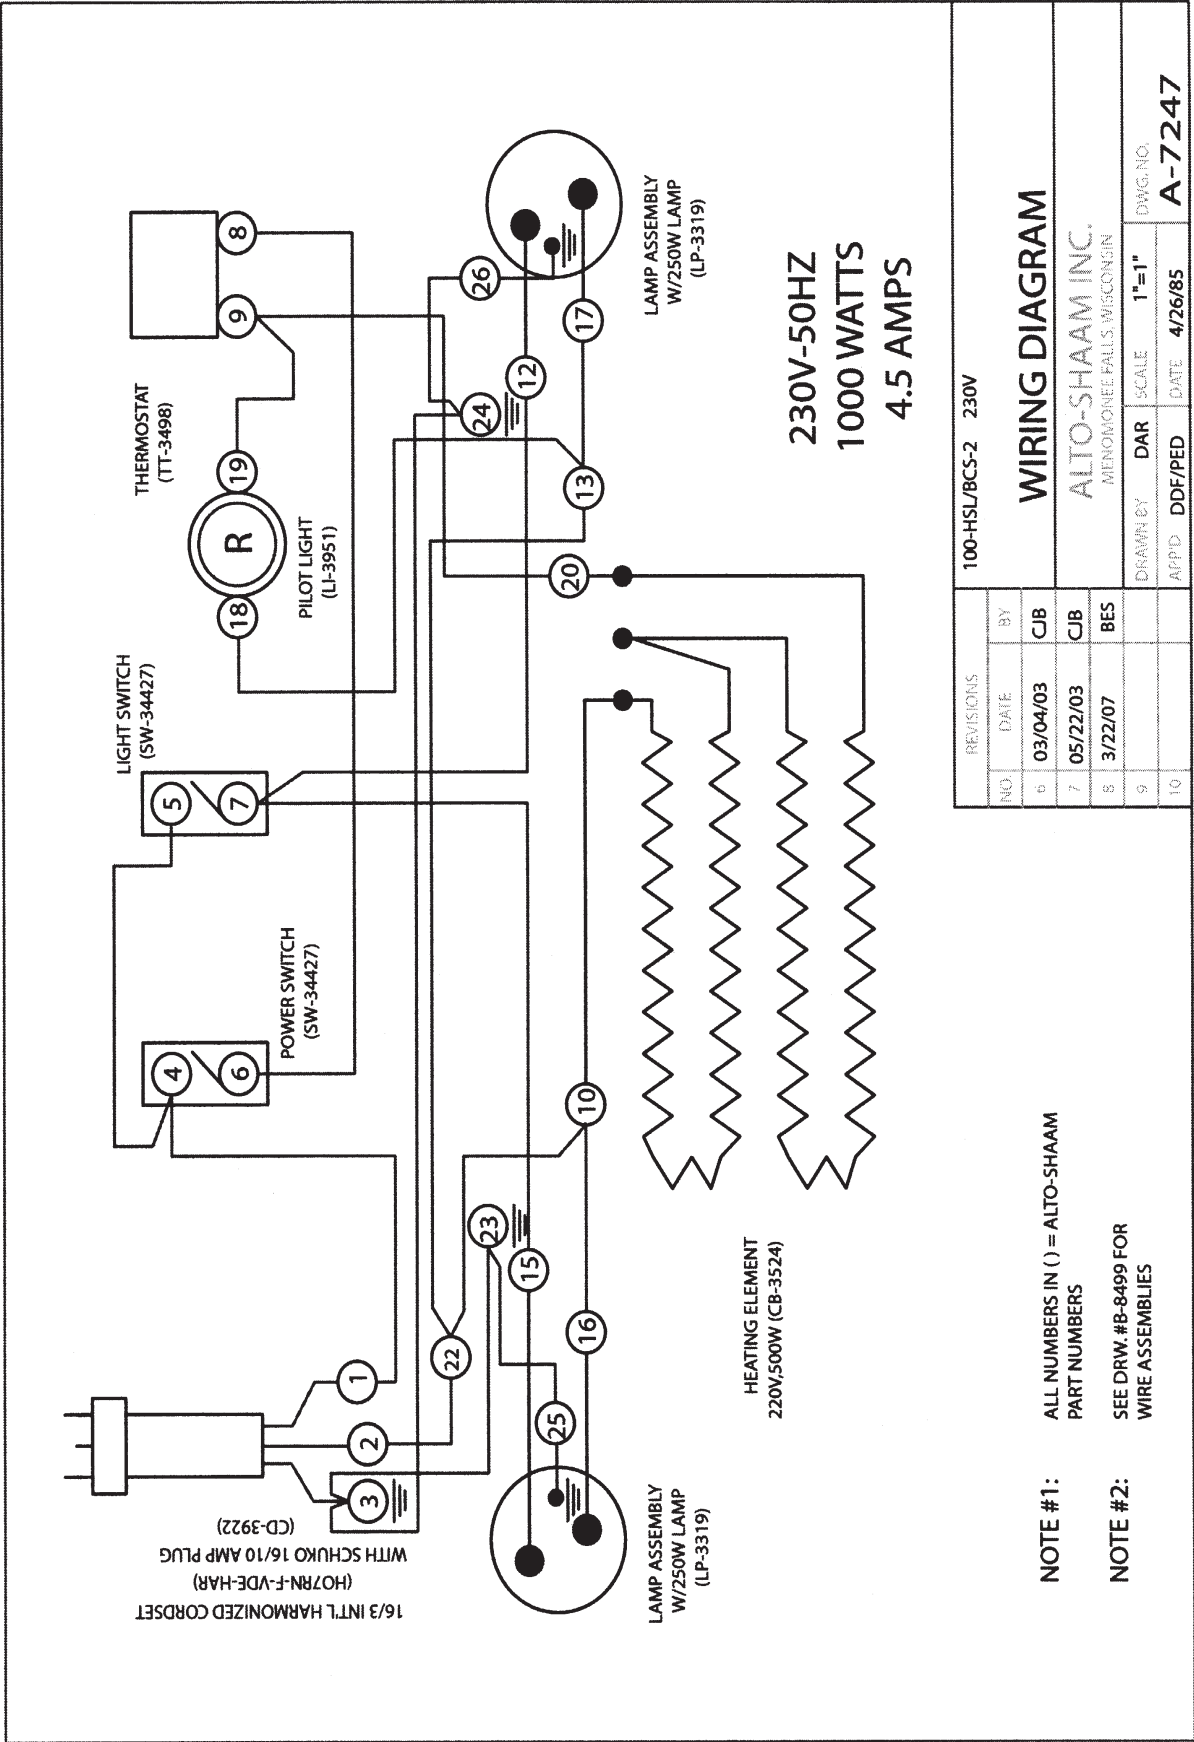 16/3 INT'L HARMONIZED CORDSET
(HO7RN-F-VDE-HAR)
WITH SCHUKO 16/10 AMP PLUG
(CD-3922)
1
2
3
POWER SWITCH
(SW-34427)
4
6
LIGHT SWITCH
(SW-34427)
5
7
PILOT LIGHT
(LI-3951)
18
R
19
THERMOSTAT
(TT-3498)
9
8
22
23
15
16
25
10
20
13
24
12
26
17
LAMP ASSEMBLY
W/250W LAMP
(LP-3319)
LAMP ASSEMBLY
W/250W LAMP
(LP-3319)
HEATING ELEMENT
220V,500W (CB-3524)
230V-50HZ
1000 WATTS
4.5 AMPS
NOTE #1: ALL NUMBERS IN ( ) = ALTO-SHAAM
PART NUMBERS
NOTE #2: SEE DRW. #B-8499 FOR
WIRE ASSEMBLIES
REVISIONS
NO. DATE BY
6 03/04/03 CJB
7 05/22/03 CJB
8 3/22/07 BES
9
10
100-HSL/BCS-2 230V
WIRING DIAGRAM
ALTO-SHAAM INC.
MENOMONEE FALLS, WISCONSIN
DRAWN BY DAR SCALE 1"=1" DWG. NO.
APP'D DDF/PED DATE 4/26/85 A-7247